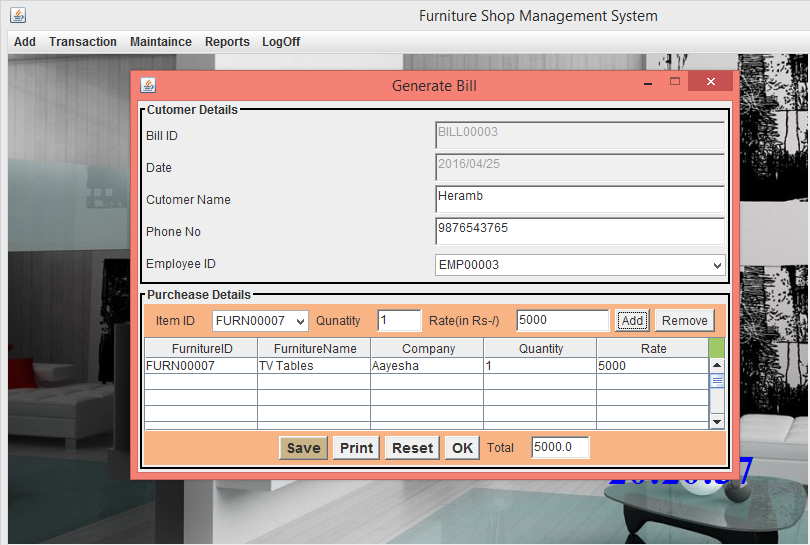 Furniture Shop Management System
Add Transaction Maintaince Reports LogOff
Generate Bill
Cutomer Details
Bill ID BILL00003
Date 2016/04/25
Cutomer Name Heramb
Phone No 9876543765
Employee ID EMP00003
Purchease Details
Item ID FURN00007 Qunatity 1 Rate(in Rs-/) 5000 Add Remove
FurnitureID FurnitureName Company Quantity Rate
FURN00007 TV Tables Aayesha 1 5000
Save Print Reset OK Total 5000.0